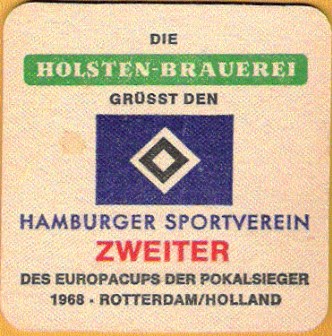 DIE
HOLSTEN-BRAUEREI
GRÜSST DEN
HAMBURGER SPORTVEREIN
ZWEITER
DES EUROPACUPS DER POKALSIEGER
1968 · ROTTERDAM/HOLLAND